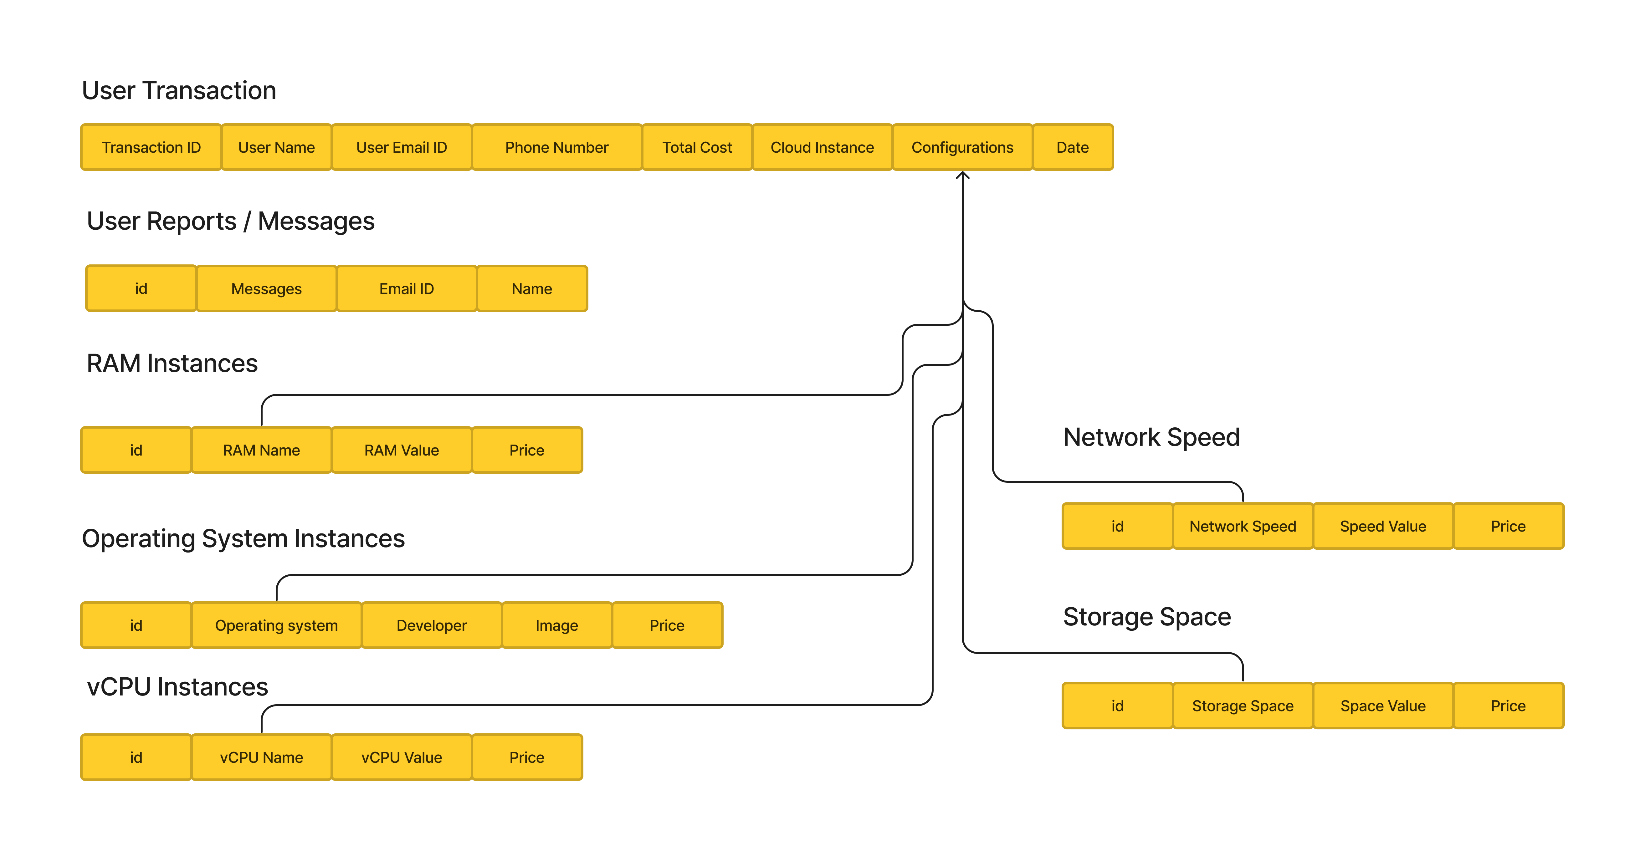 User Transaction
Transaction ID User Name User Email ID Phone Number Total Cost Cloud Instance Configurations Date
User Reports / Messages
id Messages Email ID Name
RAM Instances
id RAM Name RAM Value Price
Operating System Instances
id Operating system Developer Image Price
vCPU Instances
id vCPU Name vCPU Value Price
Network Speed
id Network Speed Speed Value Price
Storage Space
id Storage Space Space Value Price